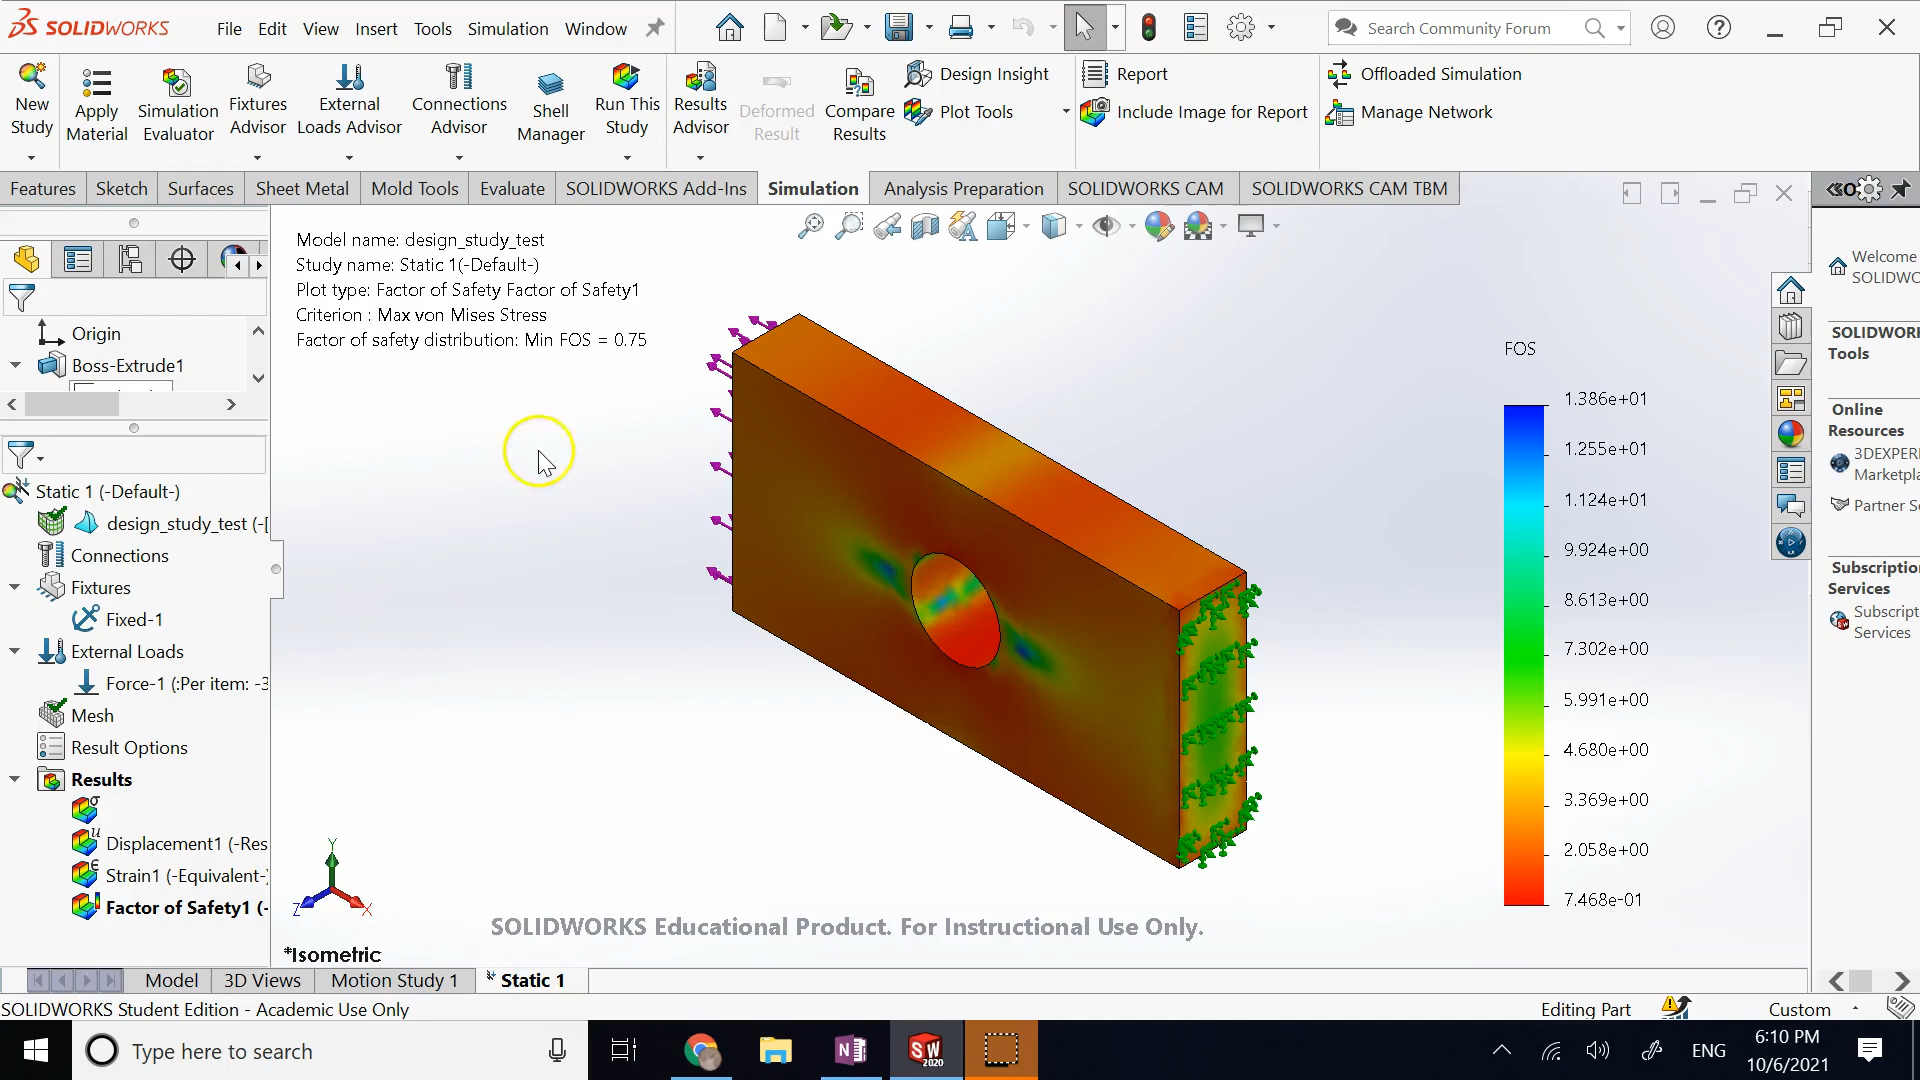 SOLIDWORKS
File Edit View Insert Tools Simulation Window
Search Community Forum
New Study
Apply Material
Simulation Evaluator
Fixtures Advisor
External Loads Advisor
Connections Advisor
Shell Manager
Run This Study
Results Advisor
Deformed Result
Compare Results
Design Insight
Plot Tools
Report
Include Image for Report
Offloaded Simulation
Manage Network
Features Sketch Surfaces Sheet Metal Mold Tools Evaluate SOLIDWORKS Add-Ins Simulation Analysis Preparation SOLIDWORKS CAM SOLIDWORKS CAM TBM
Origin
Boss-Extrude1
Static 1 (-Default-)
design_study_test (-[
Connections
Fixtures
Fixed-1
External Loads
Force-1 (:Per item: -3
Mesh
Result Options
Results
Displacement1 (-Res
Strain1 (-Equivalent-
Factor of Safety1 (-
Model name: design_study_test
Study name: Static 1(-Default-)
Plot type: Factor of Safety Factor of Safety1
Criterion : Max von Mises Stress
Factor of safety distribution: Min FOS = 0.75
FOS
1.386e+01
1.255e+01
1.124e+01
9.924e+00
8.613e+00
7.302e+00
5.991e+00
4.680e+00
3.369e+00
2.058e+00
7.468e-01
Y
Z
X
SOLIDWORKS Educational Product. For Instructional Use Only.
*Isometric
Welcome
SOLIDWO
SOLIDWOR
Tools
Online
Resources
3DEXPERI
Marketpla
Partner S
Subscription
Services
Subscript
Services
Model 3D Views Motion Study 1 Static 1
SOLIDWORKS Student Edition - Academic Use Only
Editing Part
Custom
Type here to search
SW
2020
ENG
6:10 PM
10/6/2021